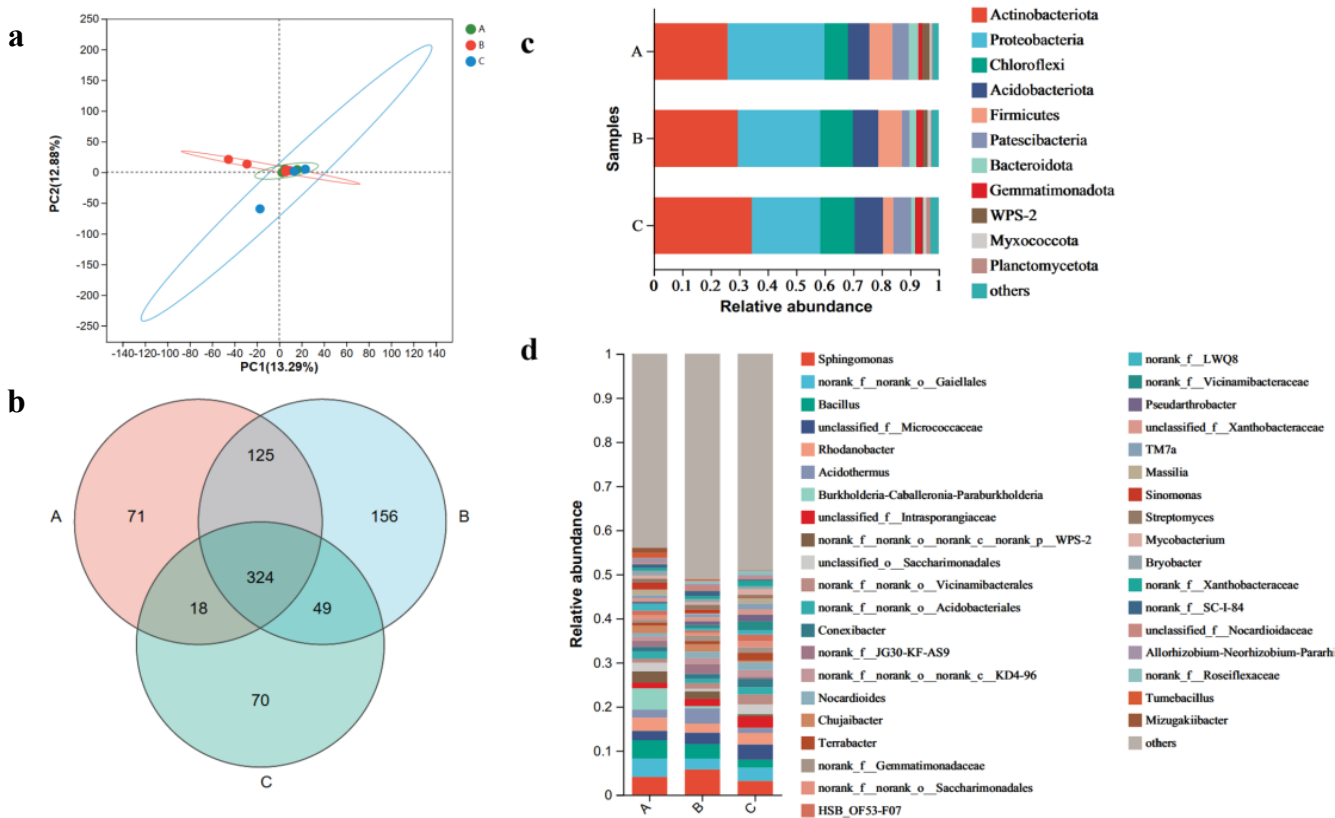 a
250
200
150
100
50
0
-50
-100
-150
-200
-250
PC2(12.88%)
-140-120-100 -80 -60 -40 -20 0 20 40 60 80 100 120 140
PC1(13.29%)
A
B
C
b
A
B
C
71
125
156
324
18
49
70
c
Samples
A
B
C
0 0.1 0.2 0.3 0.4 0.5 0.6 0.7 0.8 0.9 1
Relative abundance
Actinobacteriota
Proteobacteria
Chloroflexi
Acidobacteriota
Firmicutes
Patescibacteria
Bacteroidota
Gemmatimonadota
WPS-2
Myxococcota
Planctomycetota
others
d
Relative abundance
1
0.9
0.8
0.7
0.6
0.5
0.4
0.3
0.2
0.1
0
A
B
C
Sphingomonas
norank_f__norank_o__Gaiellales
Bacillus
unclassified_f__Micrococcaceae
Rhodanobacter
Acidothermus
Burkholderia-Caballeronia-Paraburkholderia
unclassified_f__Intrasporangiaceae
norank_f__norank_o__norank_c__norank_p__WPS-2
unclassified_o__Saccharimonadales
norank_f__norank_o__Vicinamibacterales
norank_f__norank_o__Acidobacteriales
Conexibacter
norank_f__JG30-KF-AS9
norank_f__norank_o__norank_c__KD4-96
Nocardioides
Chujaibacter
Terrabacter
norank_f__Gemmatimonadaceae
norank_f__norank_o__Saccharimonadales
HSB_OF53-F07
norank_f__LWQ8
norank_f__Vicinamibacteraceae
Pseudarthrobacter
unclassified_f__Xanthobacteraceae
TM7a
Massilia
Sinomonas
Streptomyces
Mycobacterium
Bryobacter
norank_f__Xanthobacteraceae
norank_f__SC-I-84
unclassified_f__Nocardioidaceae
Allorhizobium-Neorhizobium-Pararhi
norank_f__Roseiflexaceae
Tumebacillus
Mizugakiibacter
others